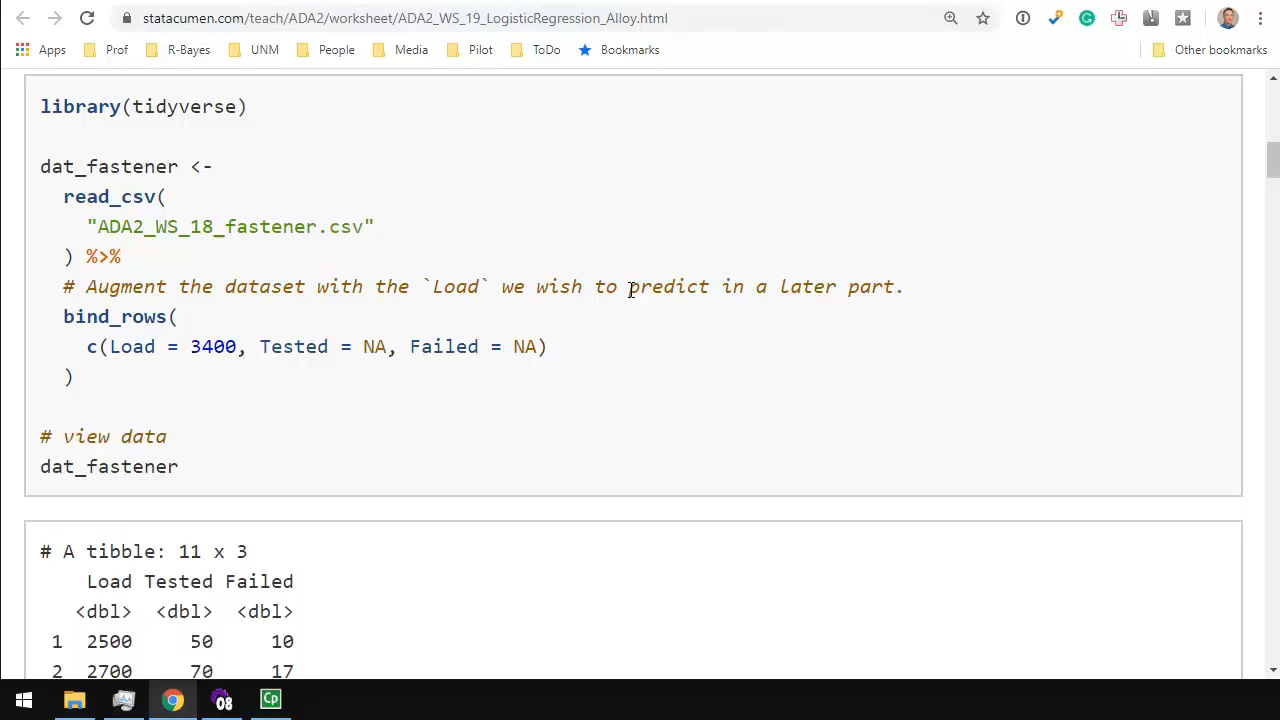 statacumen.com/teach/ADA2/worksheet/ADA2_WS_19_LogisticRegression_Alloy.html
Apps Prof R-Bayes UNM People Media Pilot ToDo Bookmarks Other bookmarks
library(tidyverse)
dat_fastener <-
read_csv(
"ADA2_WS_18_fastener.csv"
) %>%
# Augment the dataset with the `Load` we wish to predict in a later part.
bind_rows(
c(Load = 3400, Tested = NA, Failed = NA)
)
# view data
dat_fastener
# A tibble: 11 x 3
Load Tested Failed
<dbl> <dbl> <dbl>
1 2500 50 10
2 2700 70 17
08
Cp